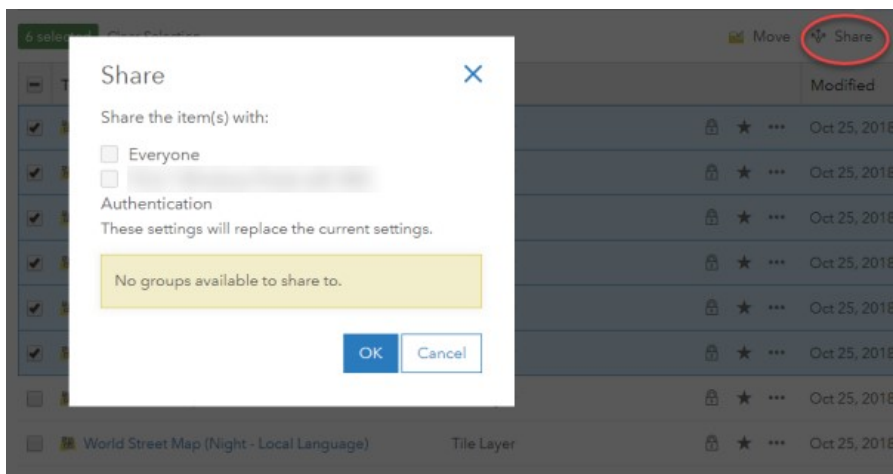 6 selected Clear Selection
Move Share
Share
Share the item(s) with:
Modified
Everyone
Authentication
These settings will replace the current settings.
No groups available to share to.
OK Cancel
Oct 25, 2018
Oct 25, 2018
Oct 25, 2018
Oct 25, 2018
Oct 25, 2018
Oct 25, 2018
Oct 25, 2018
World Street Map (Night - Local Language) Tile Layer Oct 25, 2018